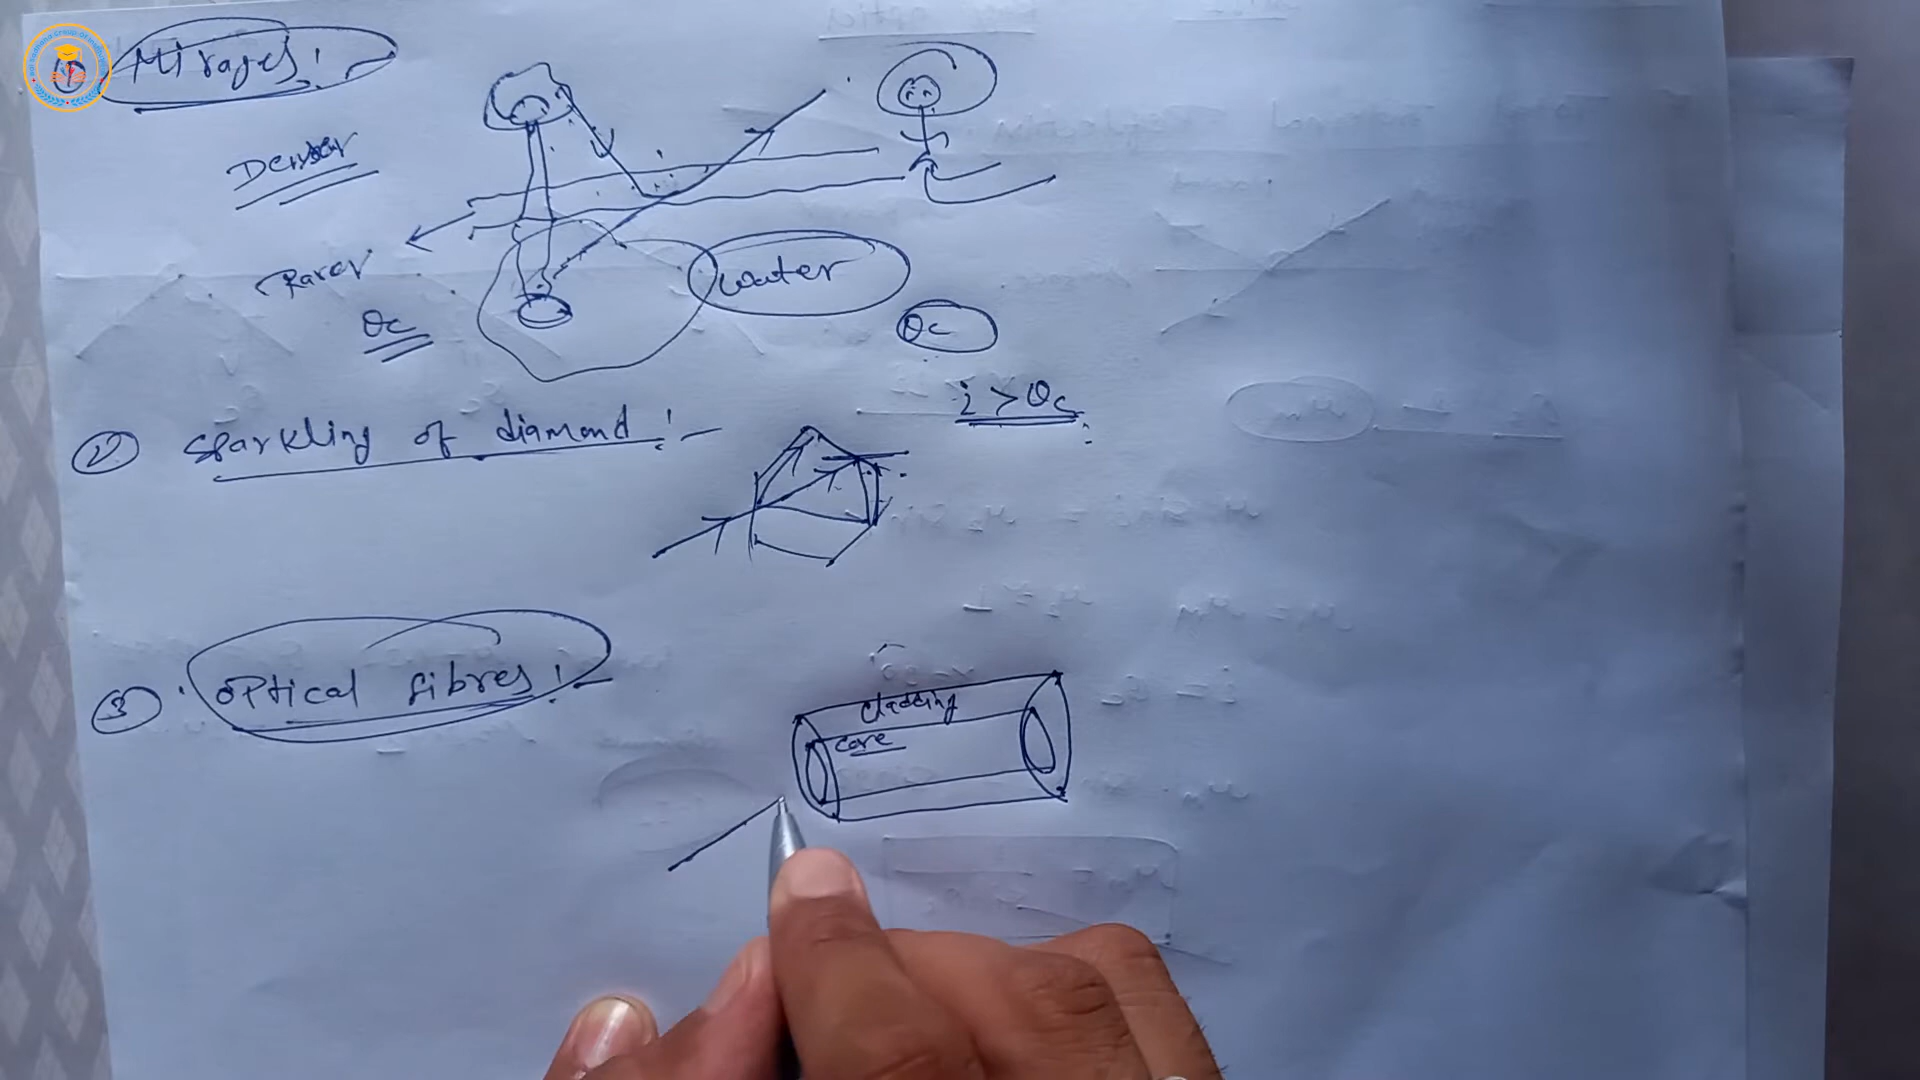 Mirages!
Denser
Rarer
water
θc
θc
i > θc
② sparkling of diamond! -
③ optical fibres! -
cladding
core